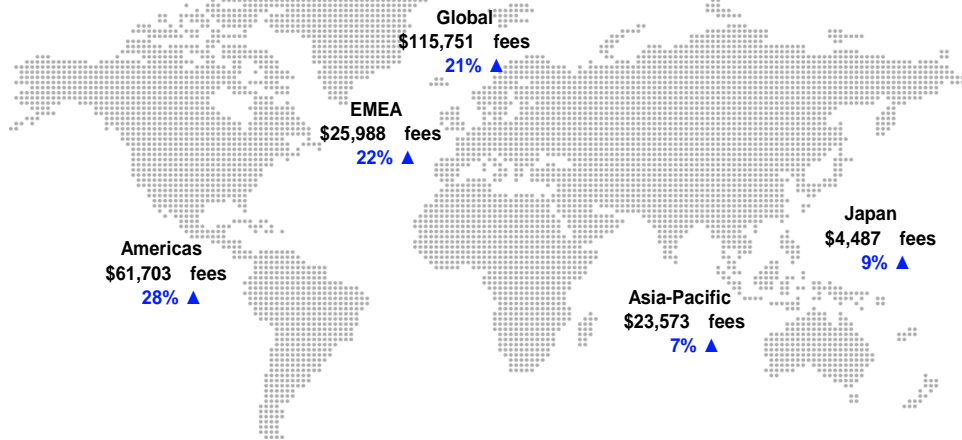 Global
$115,751 fees
21% ▲
EMEA
$25,988 fees
22% ▲
Americas
$61,703 fees
28% ▲
Japan
$4,487 fees
9% ▲
Asia-Pacific
$23,573 fees
7% ▲